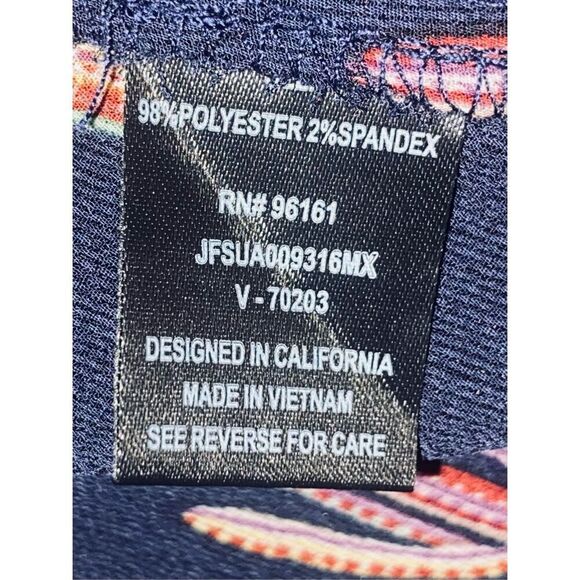 98%POLYESTER 2%SPANDEX
RN# 96161
JFSUA009316MX
V - 70203
DESIGNED IN CALIFORNIA
MADE IN VIETNAM
SEE REVERSE FOR CARE